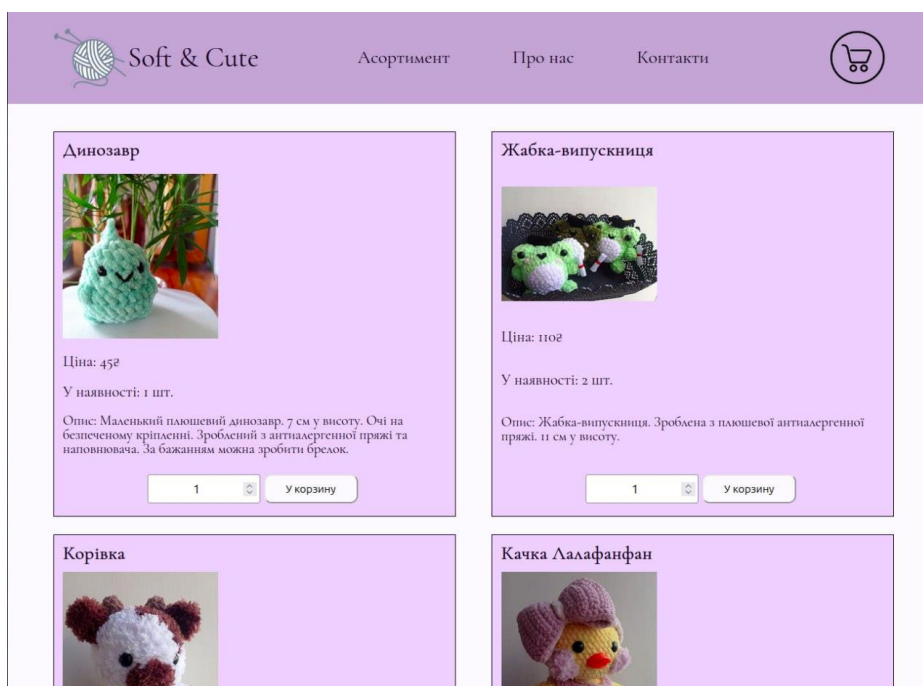 Soft & Cute
Асортимент
Про нас
Контакти
Динозавр
Ціна: 45₴
У наявності: 1 шт.
Опис: Маленький плюшевий динозавр. 7 см у висоту. Очі на
безпеченому кріпленні. Зроблений з антиалергенної пряжі та
наповнювача. За бажанням можна зробити брелок.
1
У корзину
Жабка-випускниця
Ціна: 110₴
У наявності: 2 шт.
Опис: Жабка-випускниця. Зроблена з плюшевої антиалергенної
пряжі. 11 см у висоту.
1
У корзину
Корівка
Качка Лалафанфан